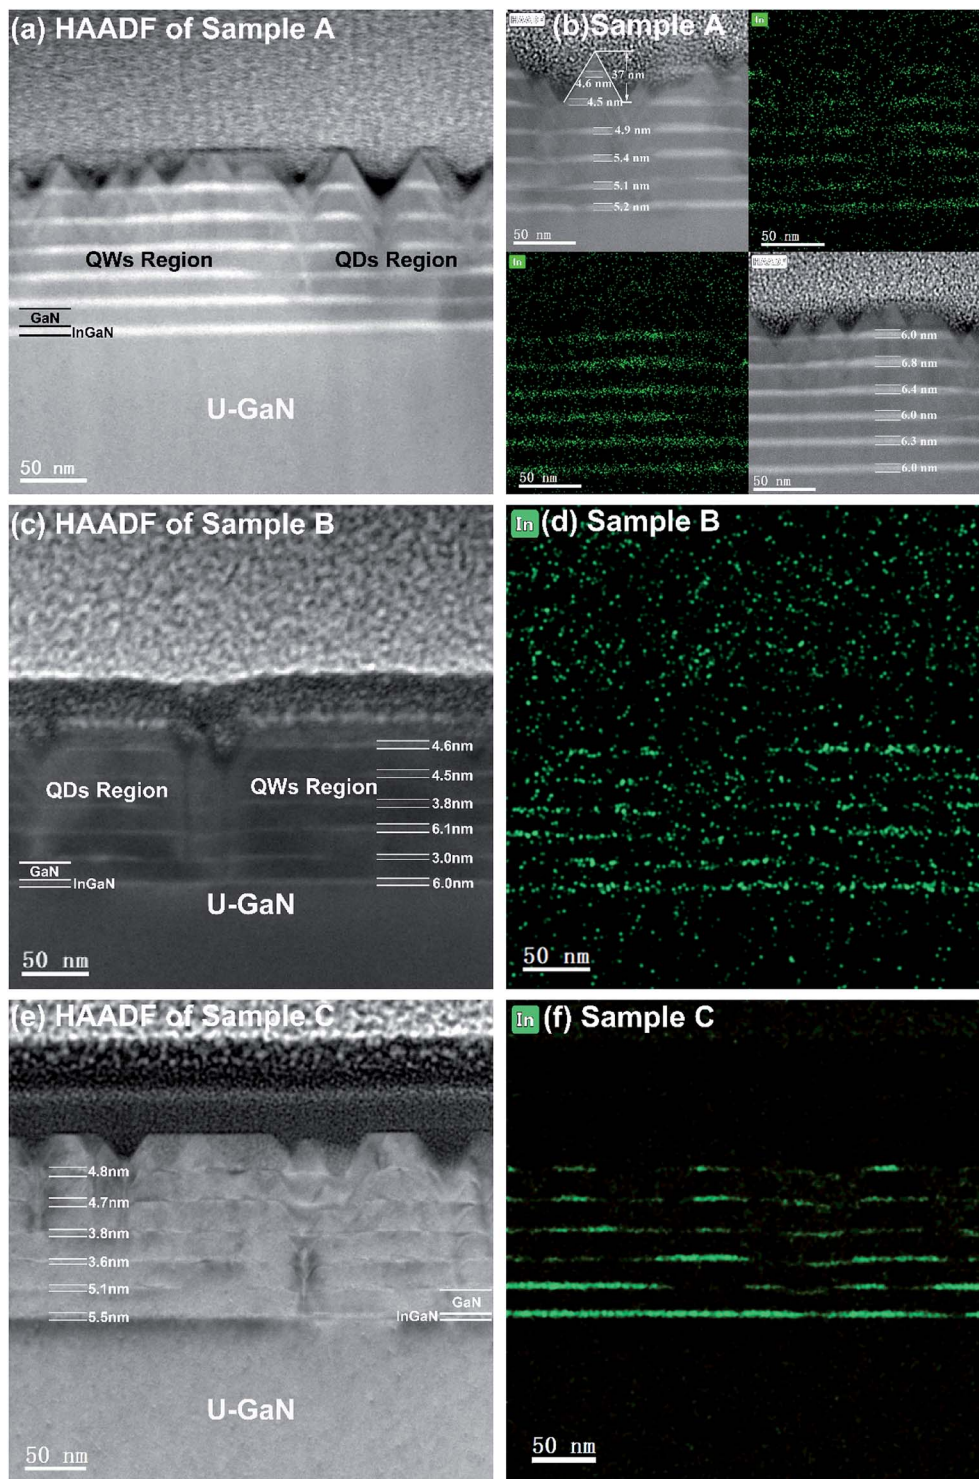 (a) HAADF of Sample A
QWs Region
QDs Region
GaN
InGaN
U-GaN
50 nm
HAADF
(b)Sample A
37 nm
4.6 nm
4.5 nm
4.9 nm
5.4 nm
5.1 nm
5.2 nm
50 nm
50 nm
In
50 nm
HAADF
6.0 nm
6.8 nm
6.4 nm
6.0 nm
6.3 nm
6.0 nm
50 nm
(c) HAADF of Sample B
4.6nm
4.5nm
QDs Region
QWs Region
3.8nm
6.1nm
GaN
3.0nm
InGaN
6.0nm
U-GaN
50 nm
In (d) Sample B
50 nm
(e) HAADF of Sample C
4.8nm
4.7nm
3.8nm
3.6nm
5.1nm
GaN
5.5nm
InGaN
U-GaN
50 nm
In (f) Sample C
50 nm